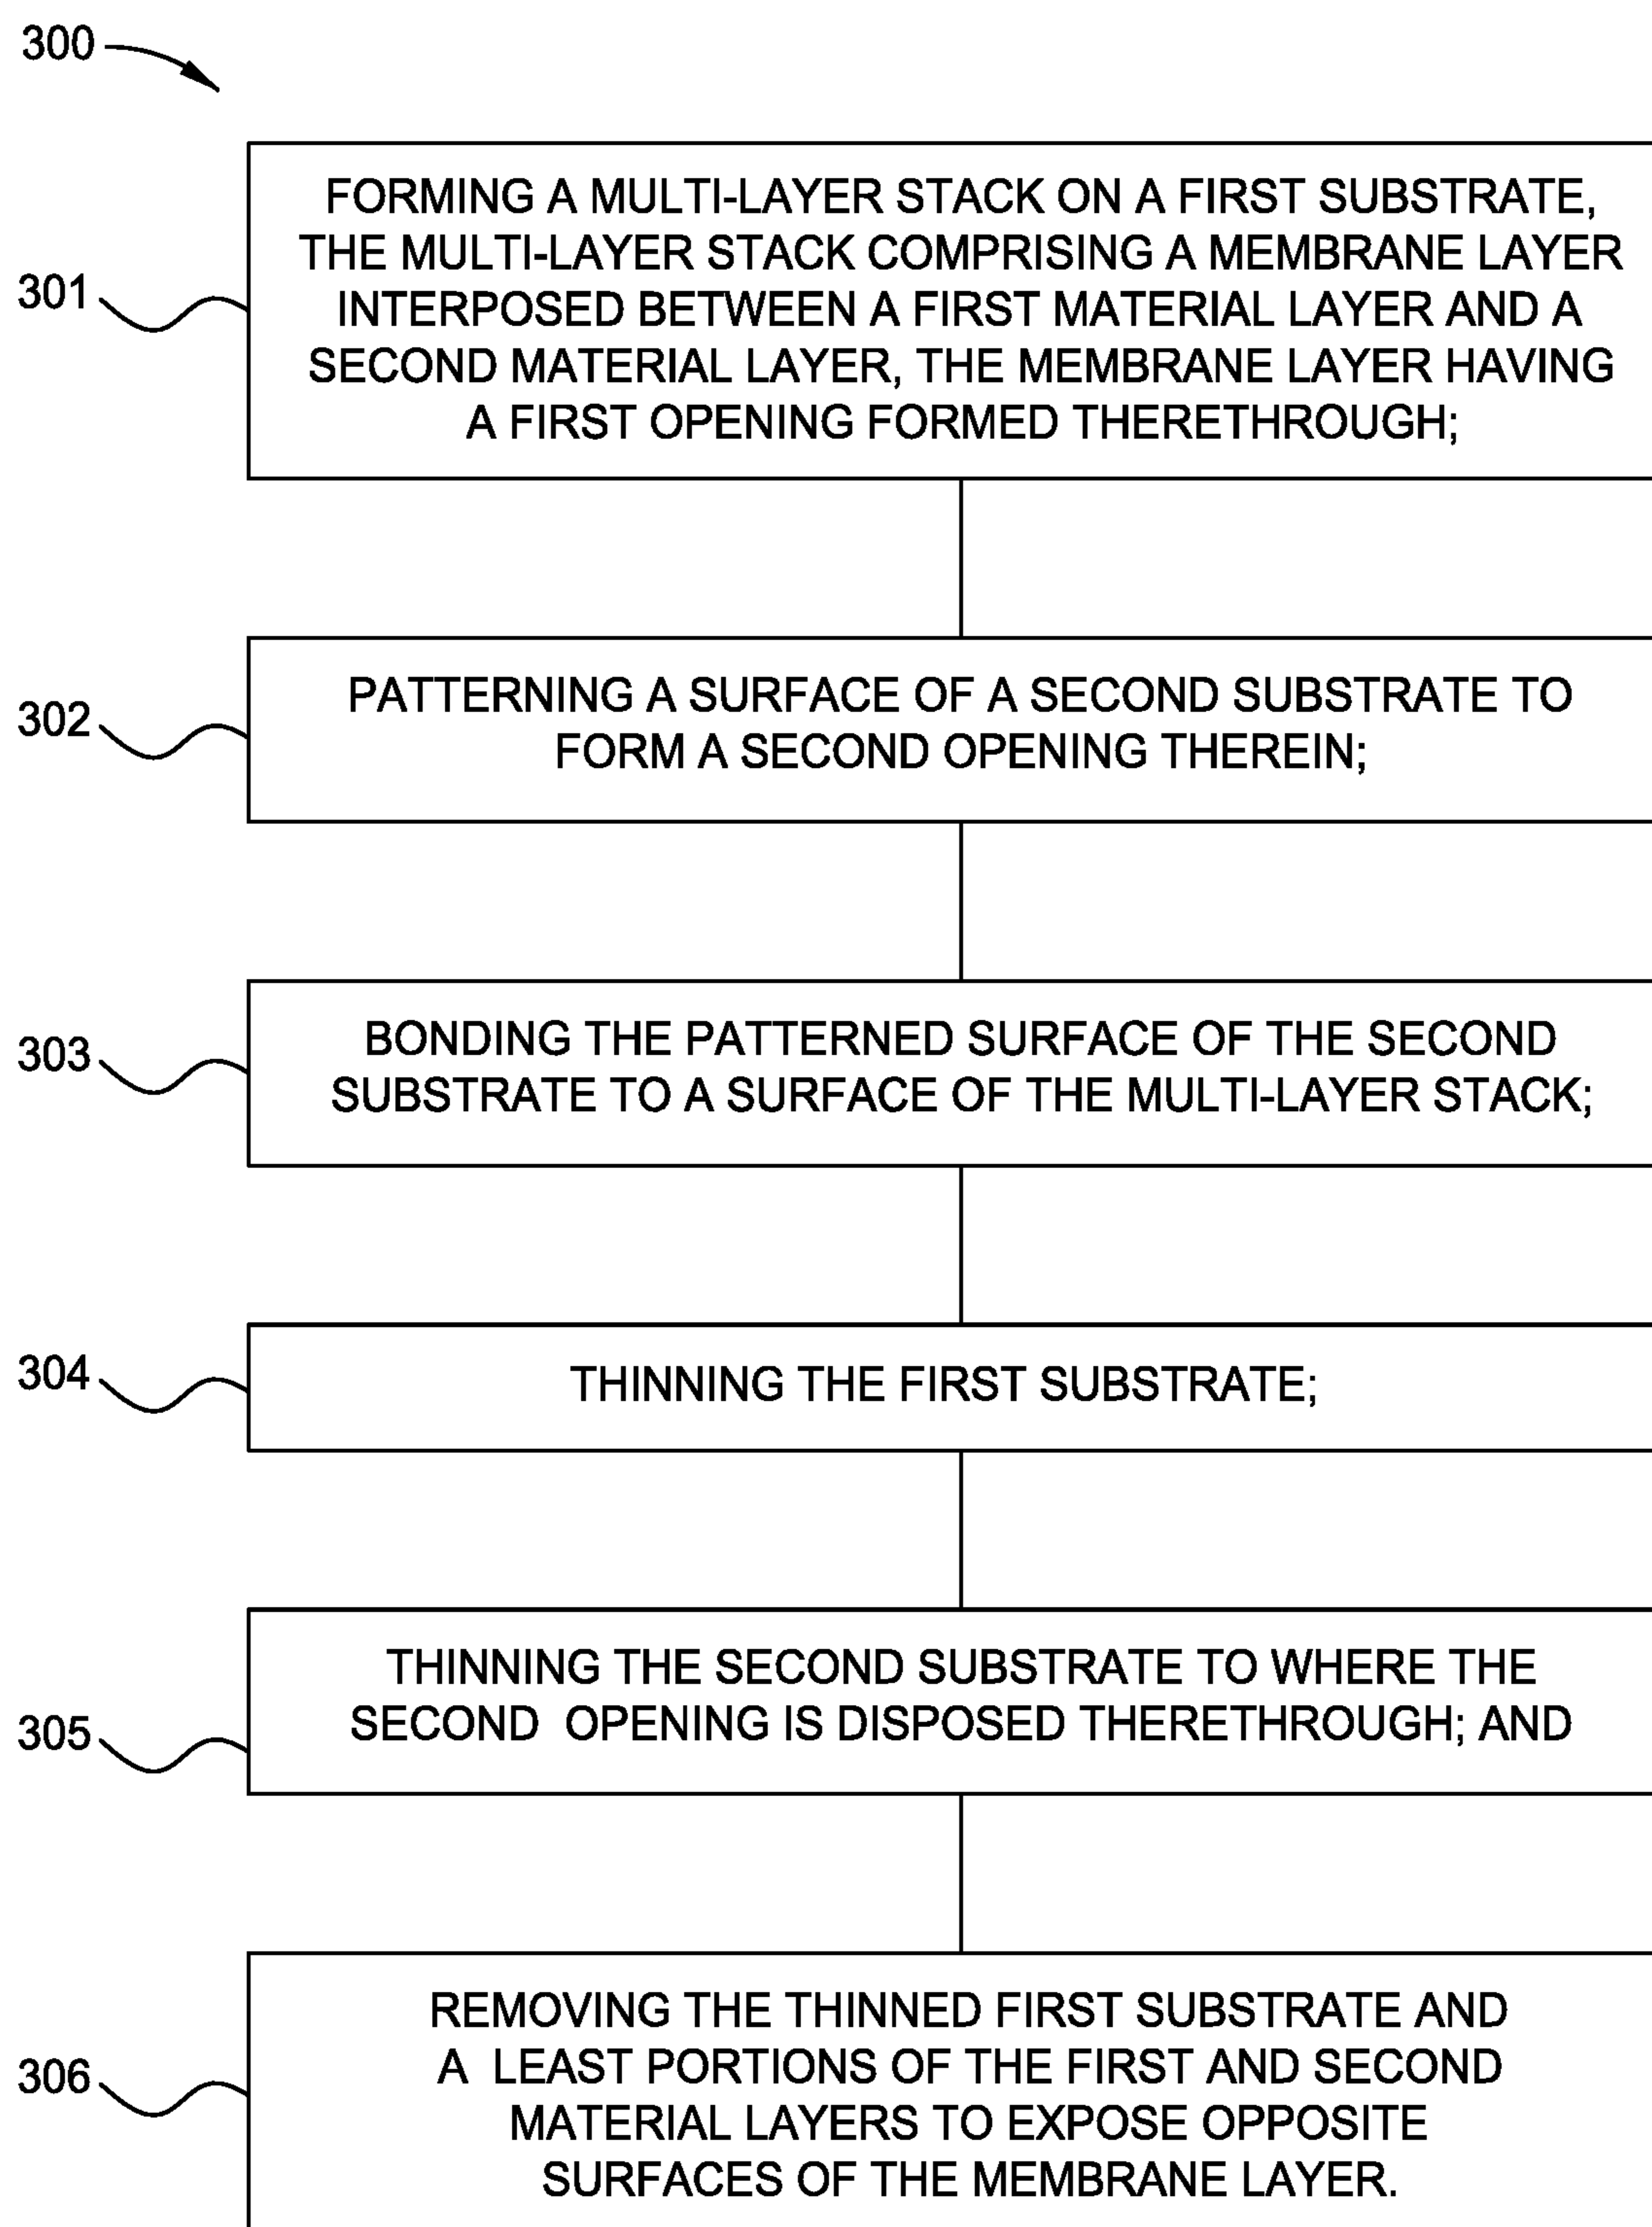 300
301
FORMING A MULTI-LAYER STACK ON A FIRST SUBSTRATE,
THE MULTI-LAYER STACK COMPRISING A MEMBRANE LAYER
INTERPOSED BETWEEN A FIRST MATERIAL LAYER AND A
SECOND MATERIAL LAYER, THE MEMBRANE LAYER HAVING
A FIRST OPENING FORMED THERETHROUGH;
302
PATTERNING A SURFACE OF A SECOND SUBSTRATE TO
FORM A SECOND OPENING THEREIN;
303
BONDING THE PATTERNED SURFACE OF THE SECOND
SUBSTRATE TO A SURFACE OF THE MULTI-LAYER STACK;
304
THINNING THE FIRST SUBSTRATE;
305
THINNING THE SECOND SUBSTRATE TO WHERE THE
SECOND OPENING IS DISPOSED THERETHROUGH; AND
306
REMOVING THE THINNED FIRST SUBSTRATE AND
A LEAST PORTIONS OF THE FIRST AND SECOND
MATERIAL LAYERS TO EXPOSE OPPOSITE
SURFACES OF THE MEMBRANE LAYER.